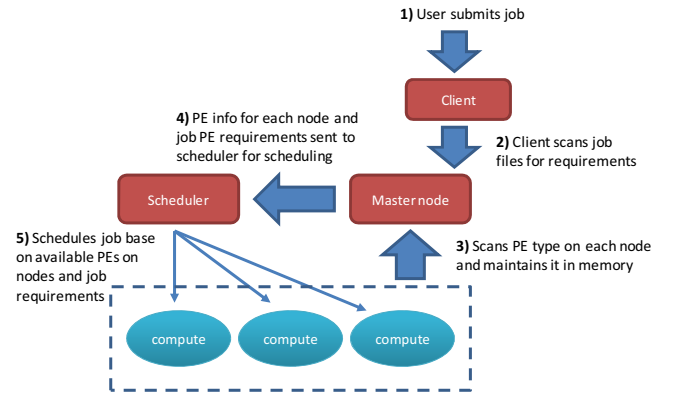 1) User submits job
Client
4) PE info for each node and
job PE requirements sent to
scheduler for scheduling
2) Client scans job
files for requirements
Scheduler
Master node
5) Schedules job base
on available PEs on
nodes and job
requirements
3) Scans PE type on each node
and maintains it in memory
compute
compute
compute